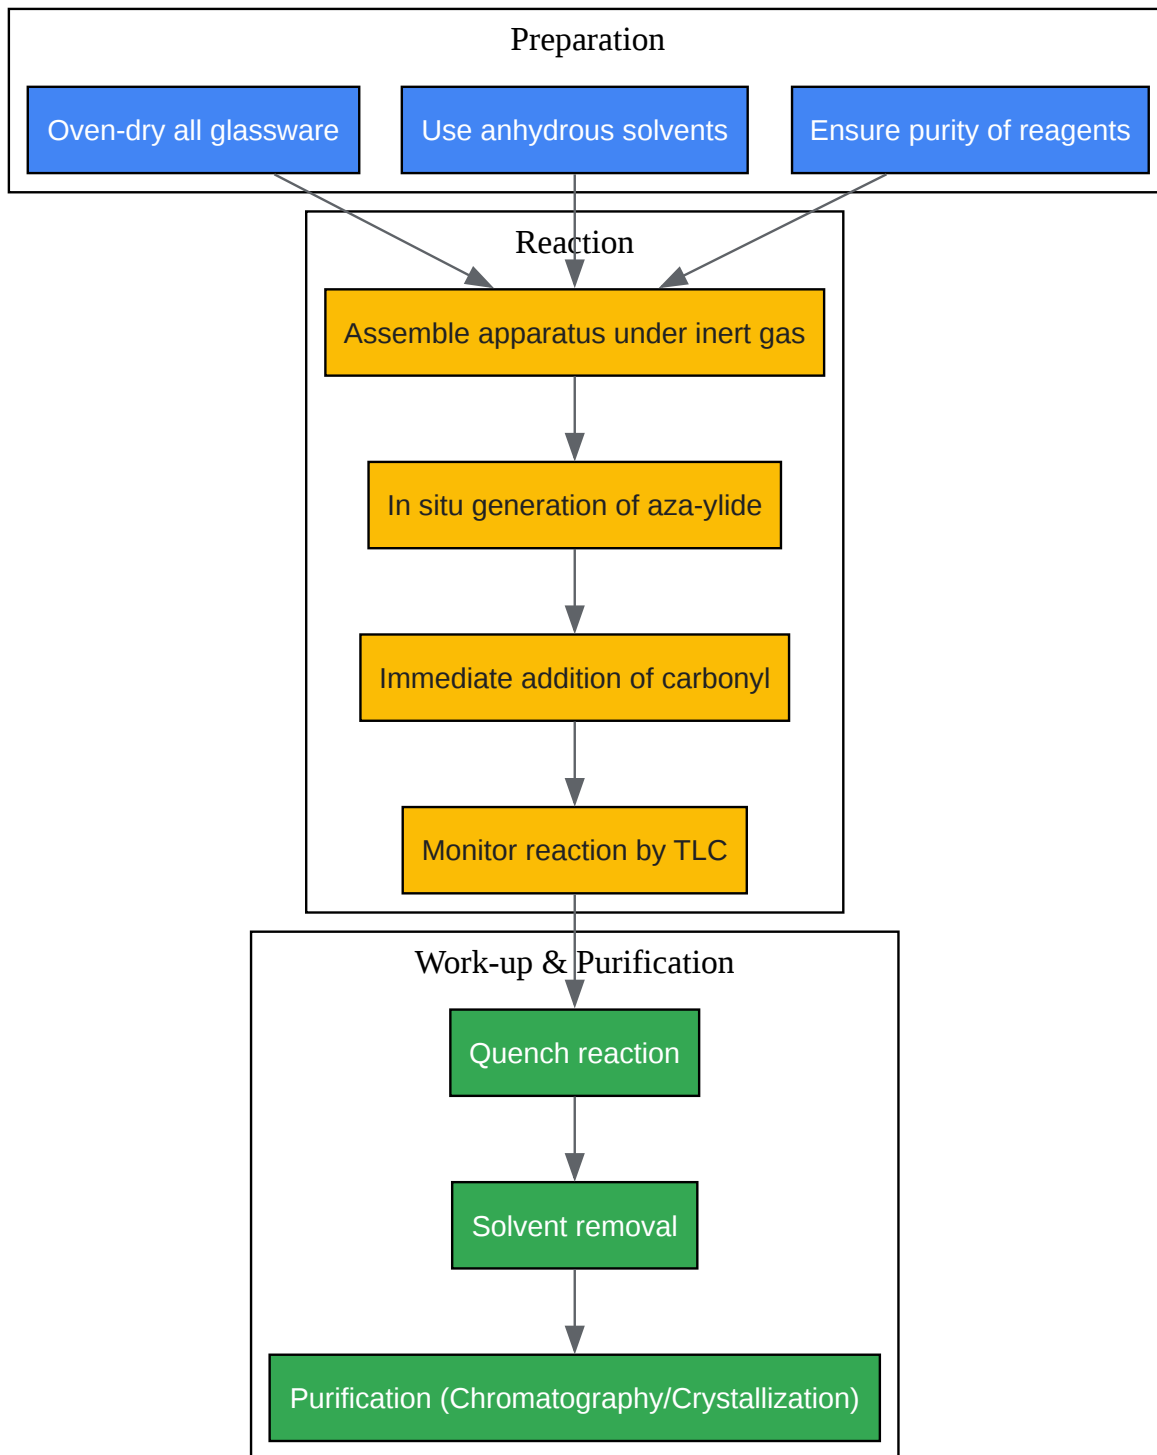 Preparation
Oven-dry all glassware
Use anhydrous solvents
Ensure purity of reagents
Reaction
Assemble apparatus under inert gas
In situ generation of aza-ylide
Immediate addition of carbonyl
Monitor reaction by TLC
Work-up & Purification
Quench reaction
Solvent removal
Purification (Chromatography/Crystallization)